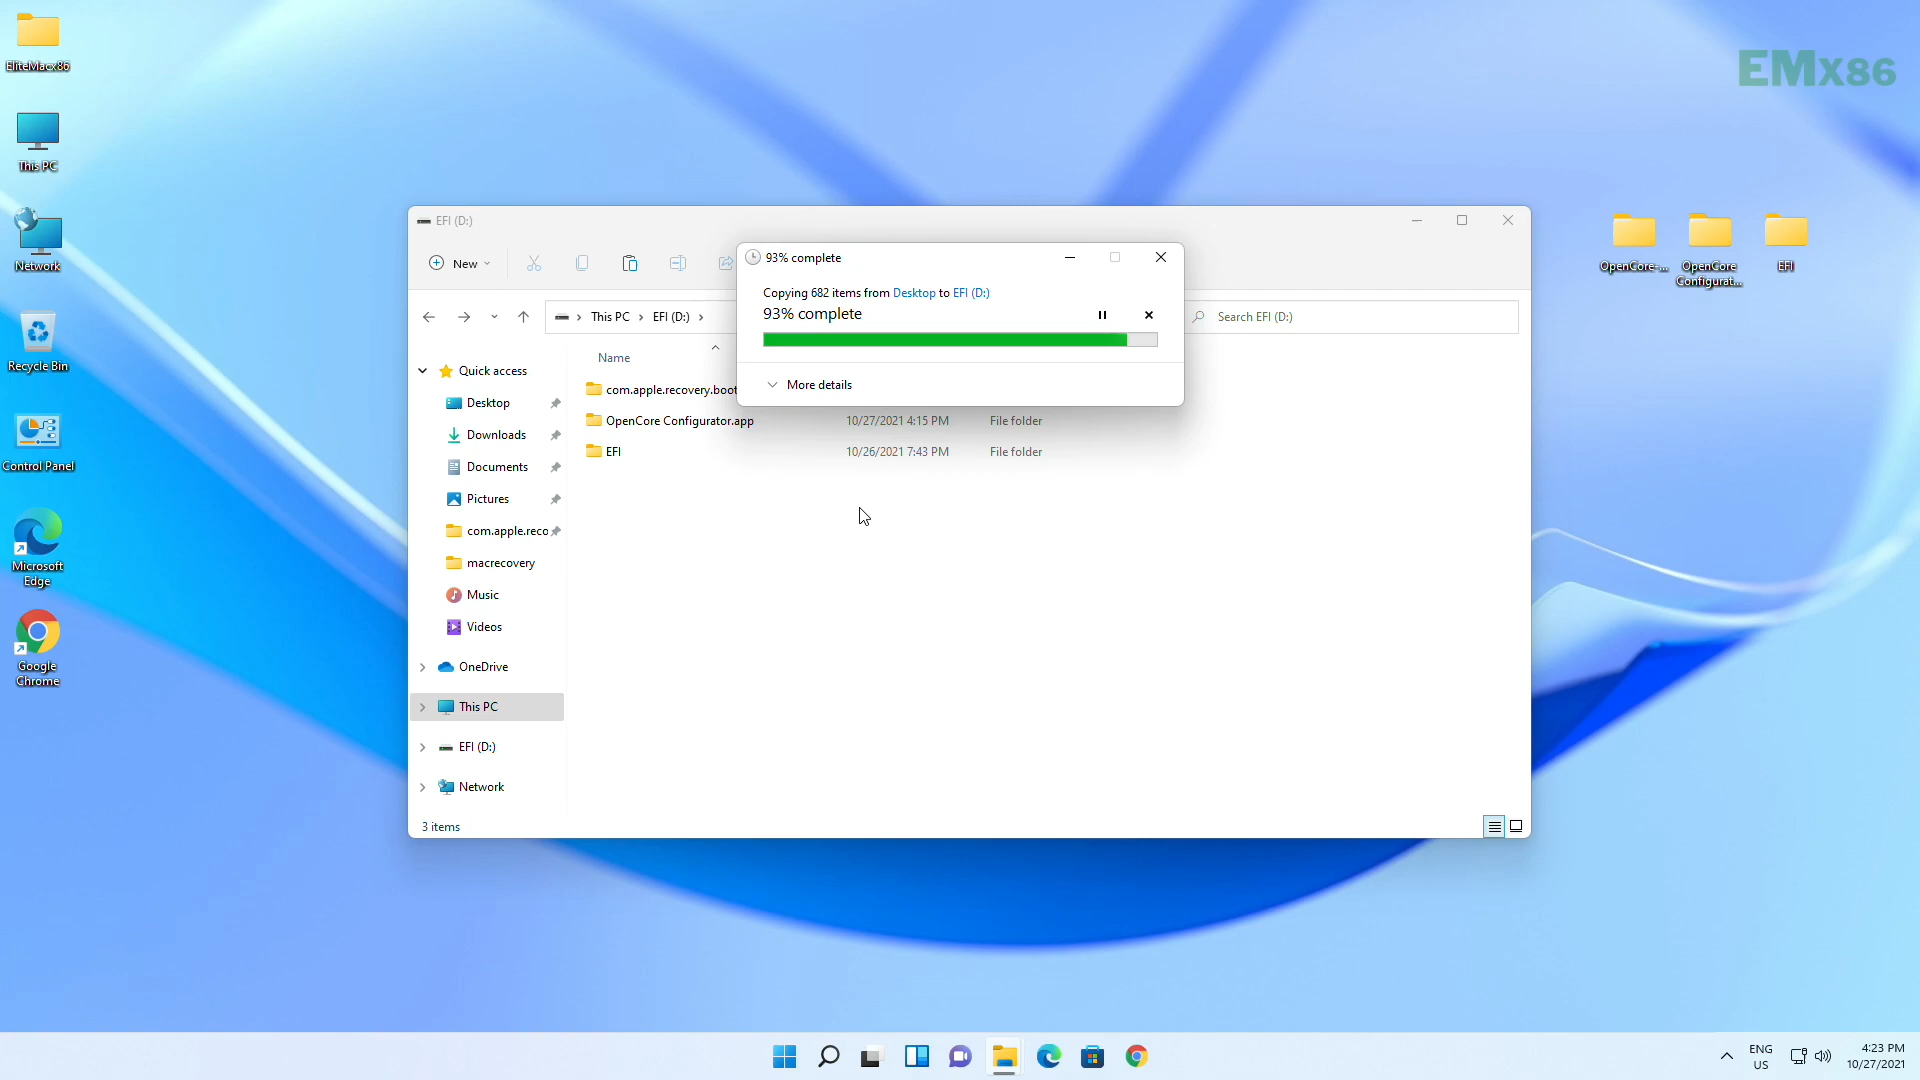 EliteMacx86
This PC
Network
Recycle Bin
Control Panel
Microsoft
Edge
Google
Chrome
EMx86
OpenCore-...
OpenCore
Configurat...
EFI
EFI (D:)
New
93% complete
Copying 682 items from Desktop to EFI (D:)
93% complete
More details
This PC
EFI (D:)
Search EFI (D:)
Name
com.apple.recovery.boot
OpenCore Configurator.app 10/27/2021 4:15 PM File folder
EFI 10/26/2021 7:43 PM File folder
Quick access
Desktop
Downloads
Documents
Pictures
com.apple.reco
macrecovery
Music
Videos
OneDrive
This PC
EFI (D:)
Network
3 items
ENG
US
4:23 PM
10/27/2021